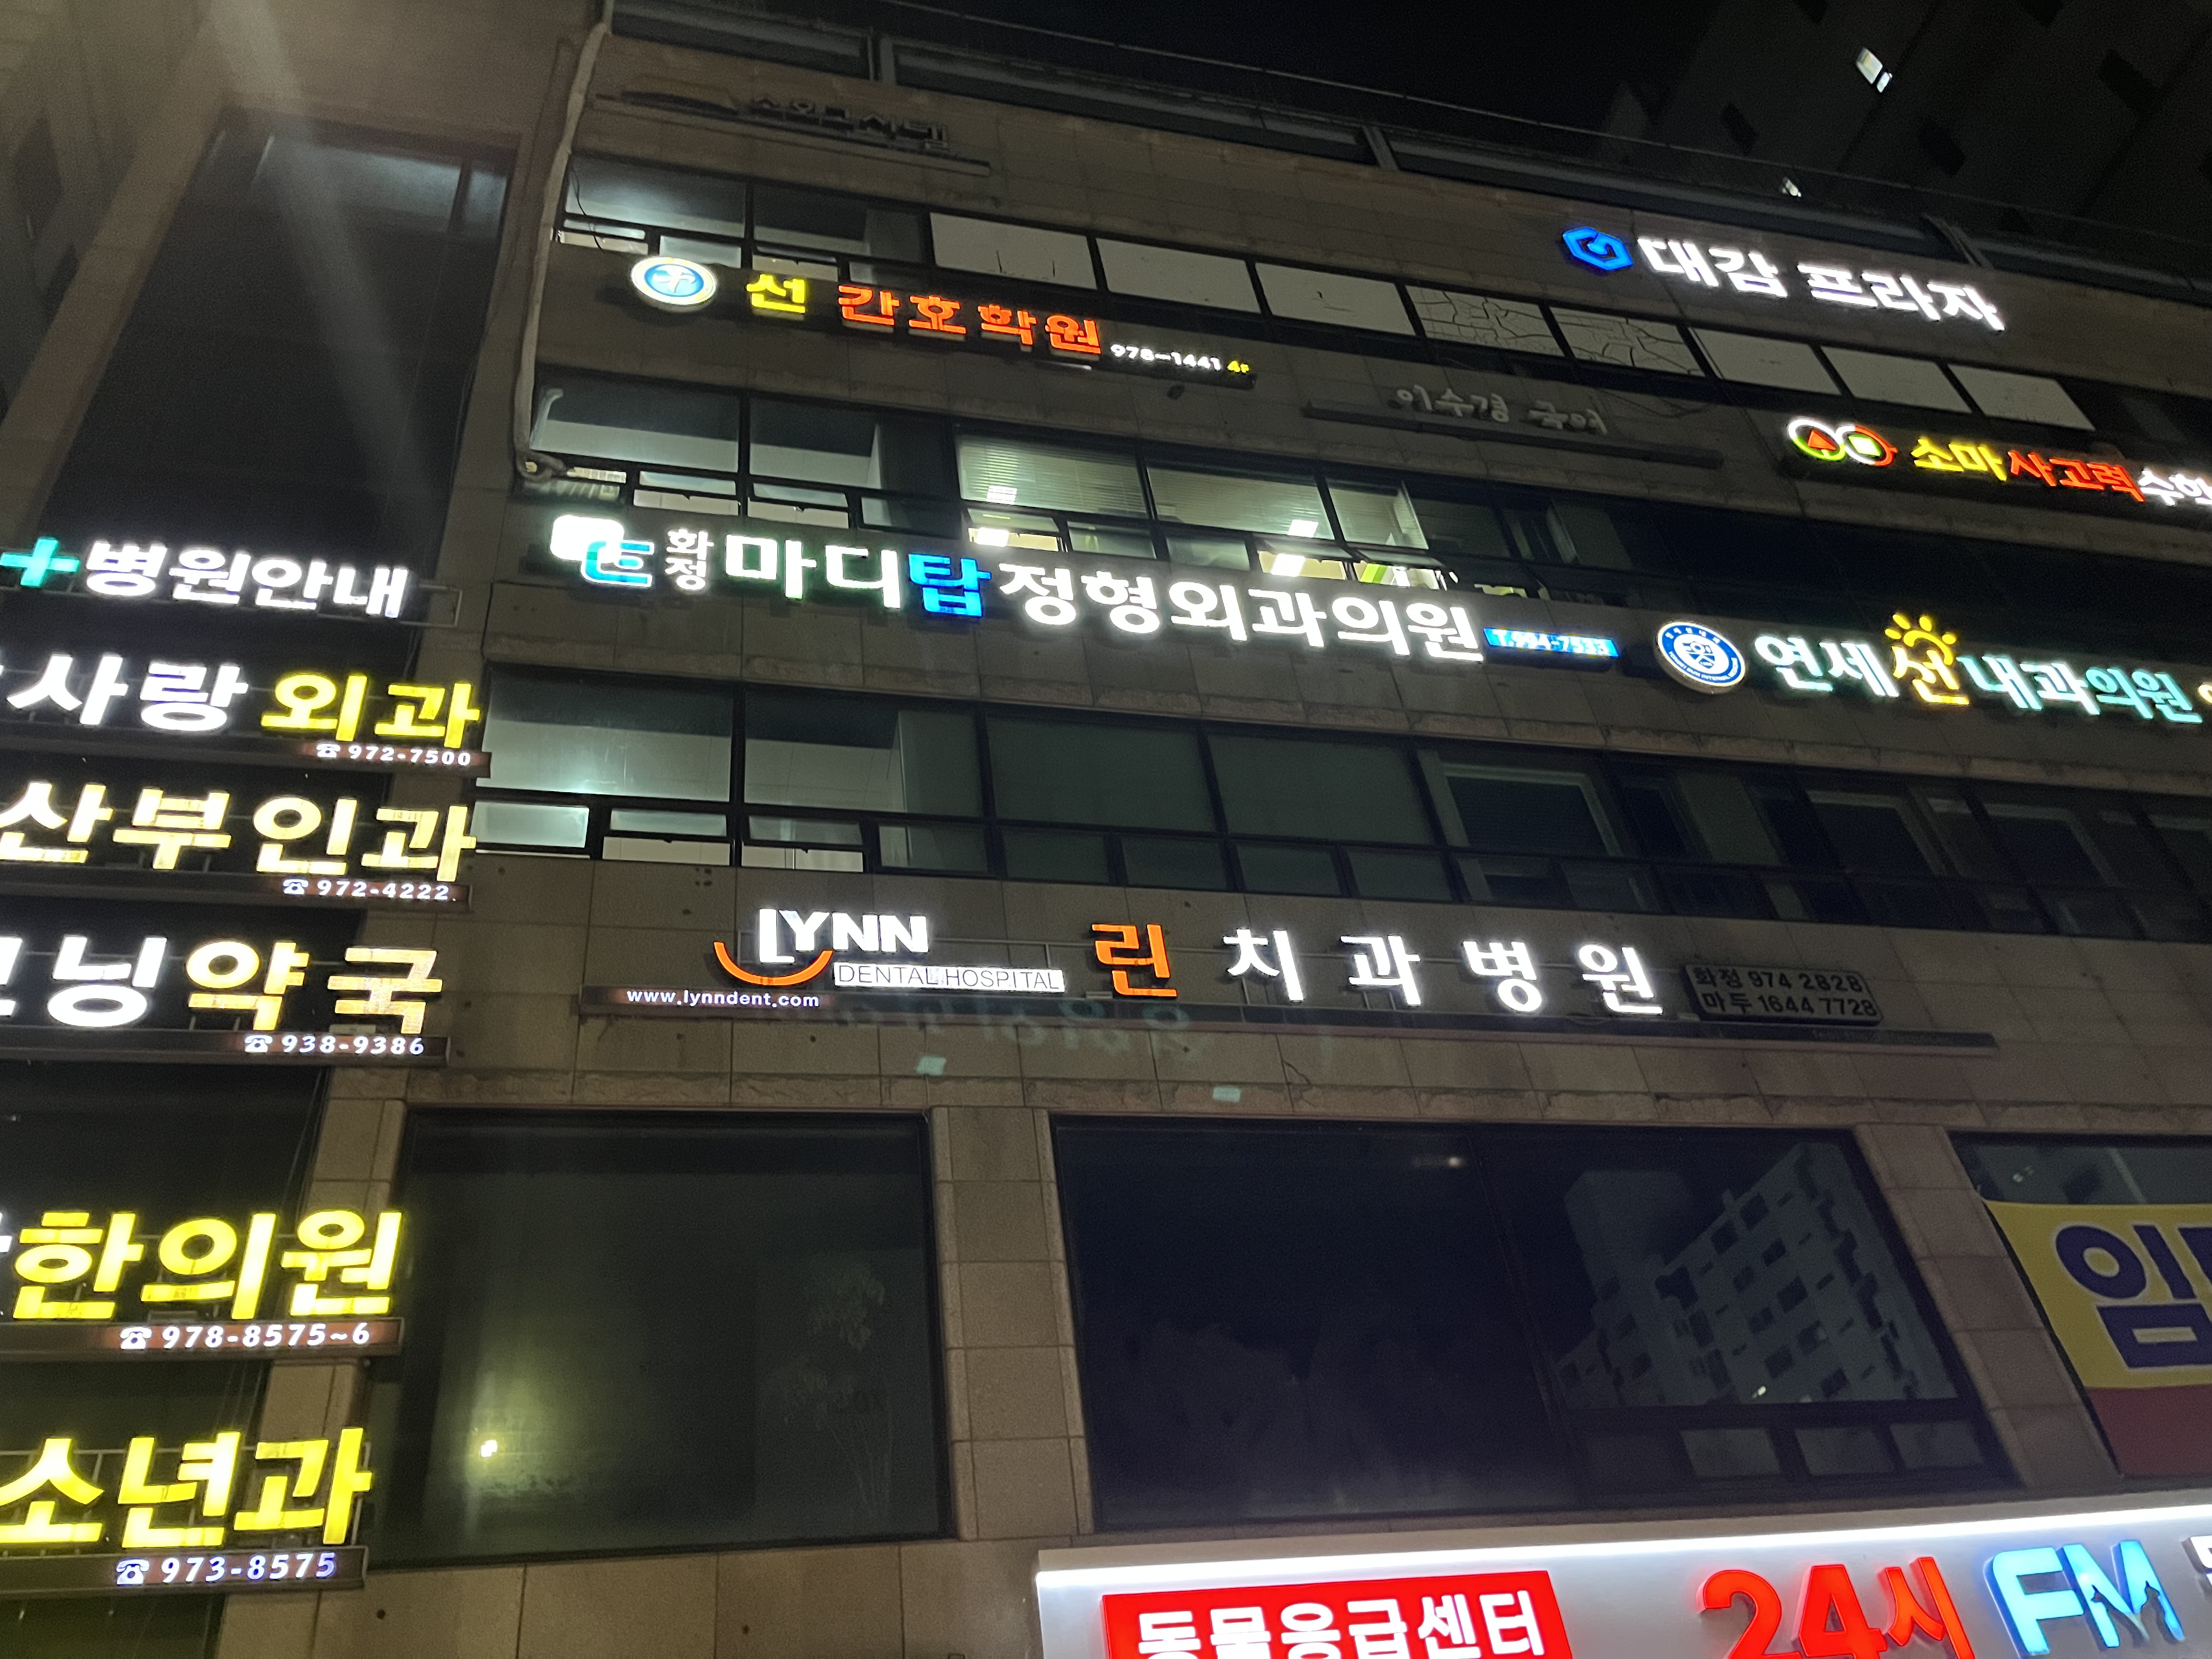 대감 프라자
선 간호학원 978-1441 4F
이수경 국어
소마사고력수학
+병원안내
화정 마디탑정형외과의원 T.994-7533
연세선내과의원
사랑외과
☎ 972-7500
산부인과
☎ 972-4222
LYNN
DENTAL HOSPITAL
린치과병원
www.lynndent.com
화정 974 2828
마두 1644 7728
닝약국
☎ 938-9386
한의원
☎ 978-8575~6
소년과
☎ 973-8575
동물응급센터
24시 FM